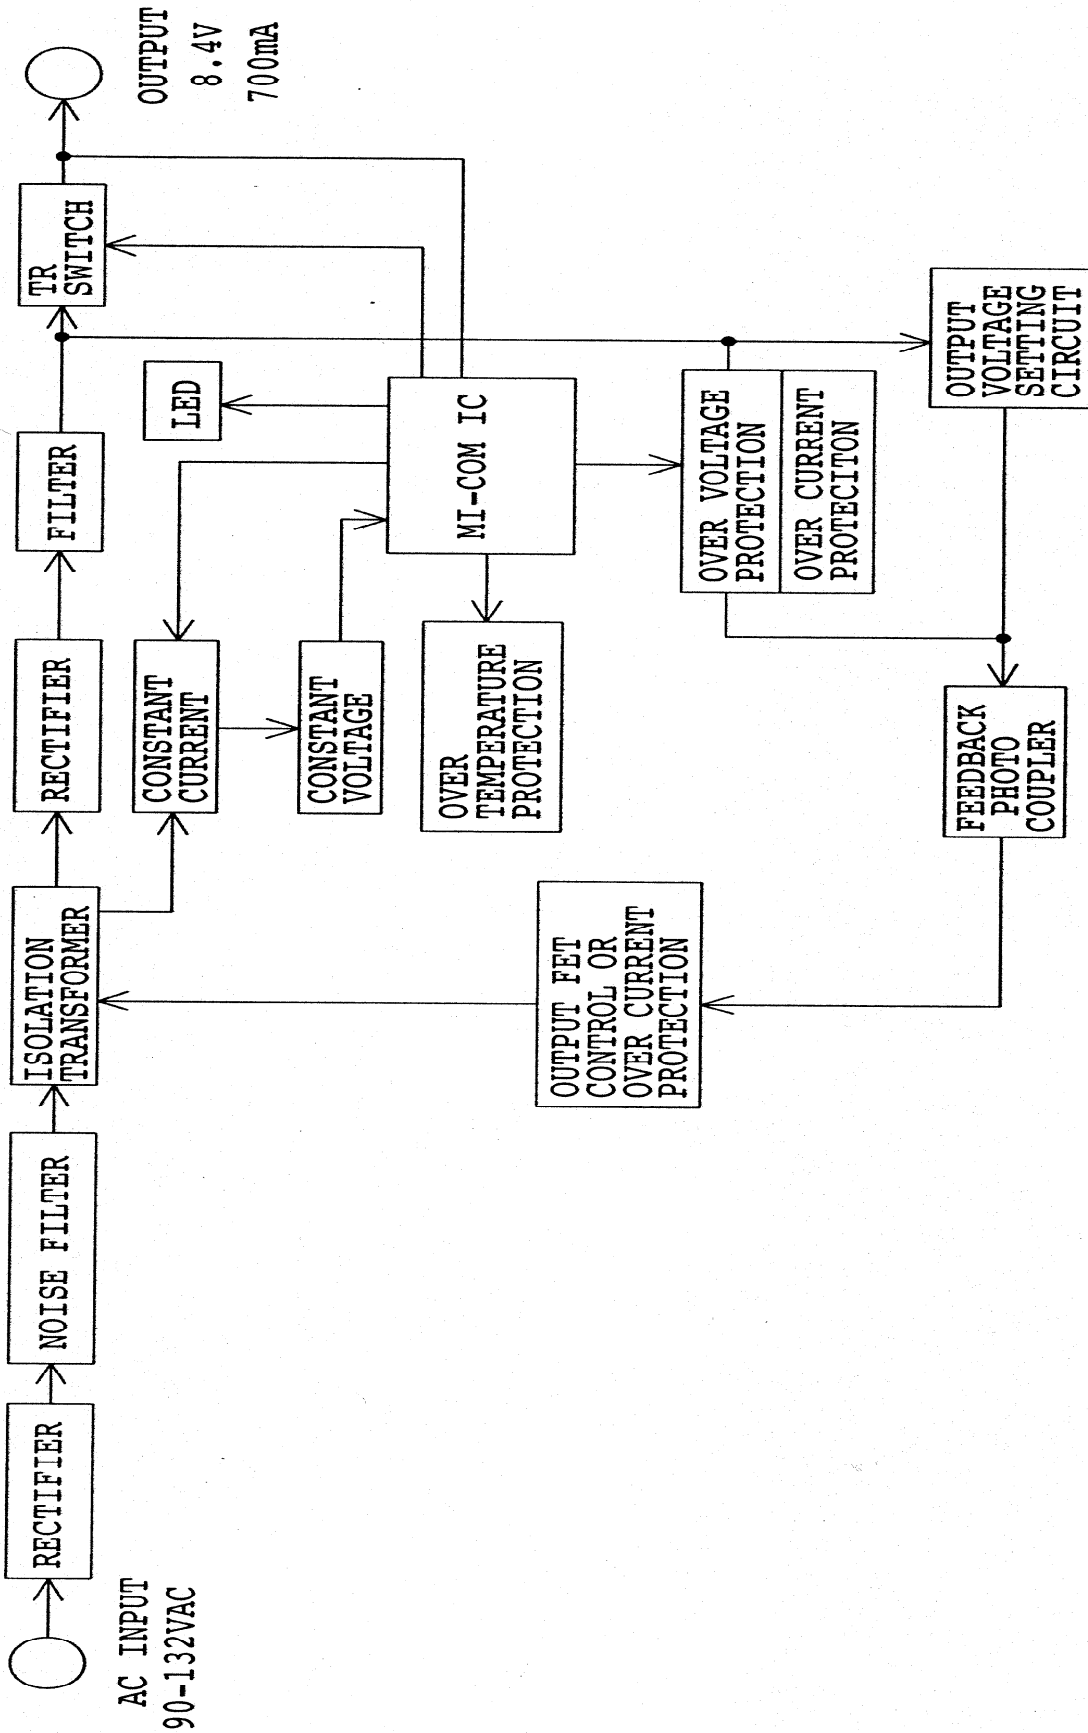 AC INPUT
90-132VAC
RECTIFIER
NOISE FILTER
ISOLATION
TRANSFORMER
RECTIFIER
FILTER
TR
SWITCH
OUTPUT
8.4V
700mA
CONSTANT
CURRENT
LED
CONSTANT
VOLTAGE
OVER
TEMPERATURE
PROTECTION
MI-COM IC
OUTPUT FET
CONTROL OR
OVER CURRENT
PROTECTION
OVER VOLTAGE
PROTECTION
OVER CURRENT
PROTECITON
FEEDBACK
PHOTO
COUPLER
OUTPUT
VOLTAGE
SETTING
CIRCUIT